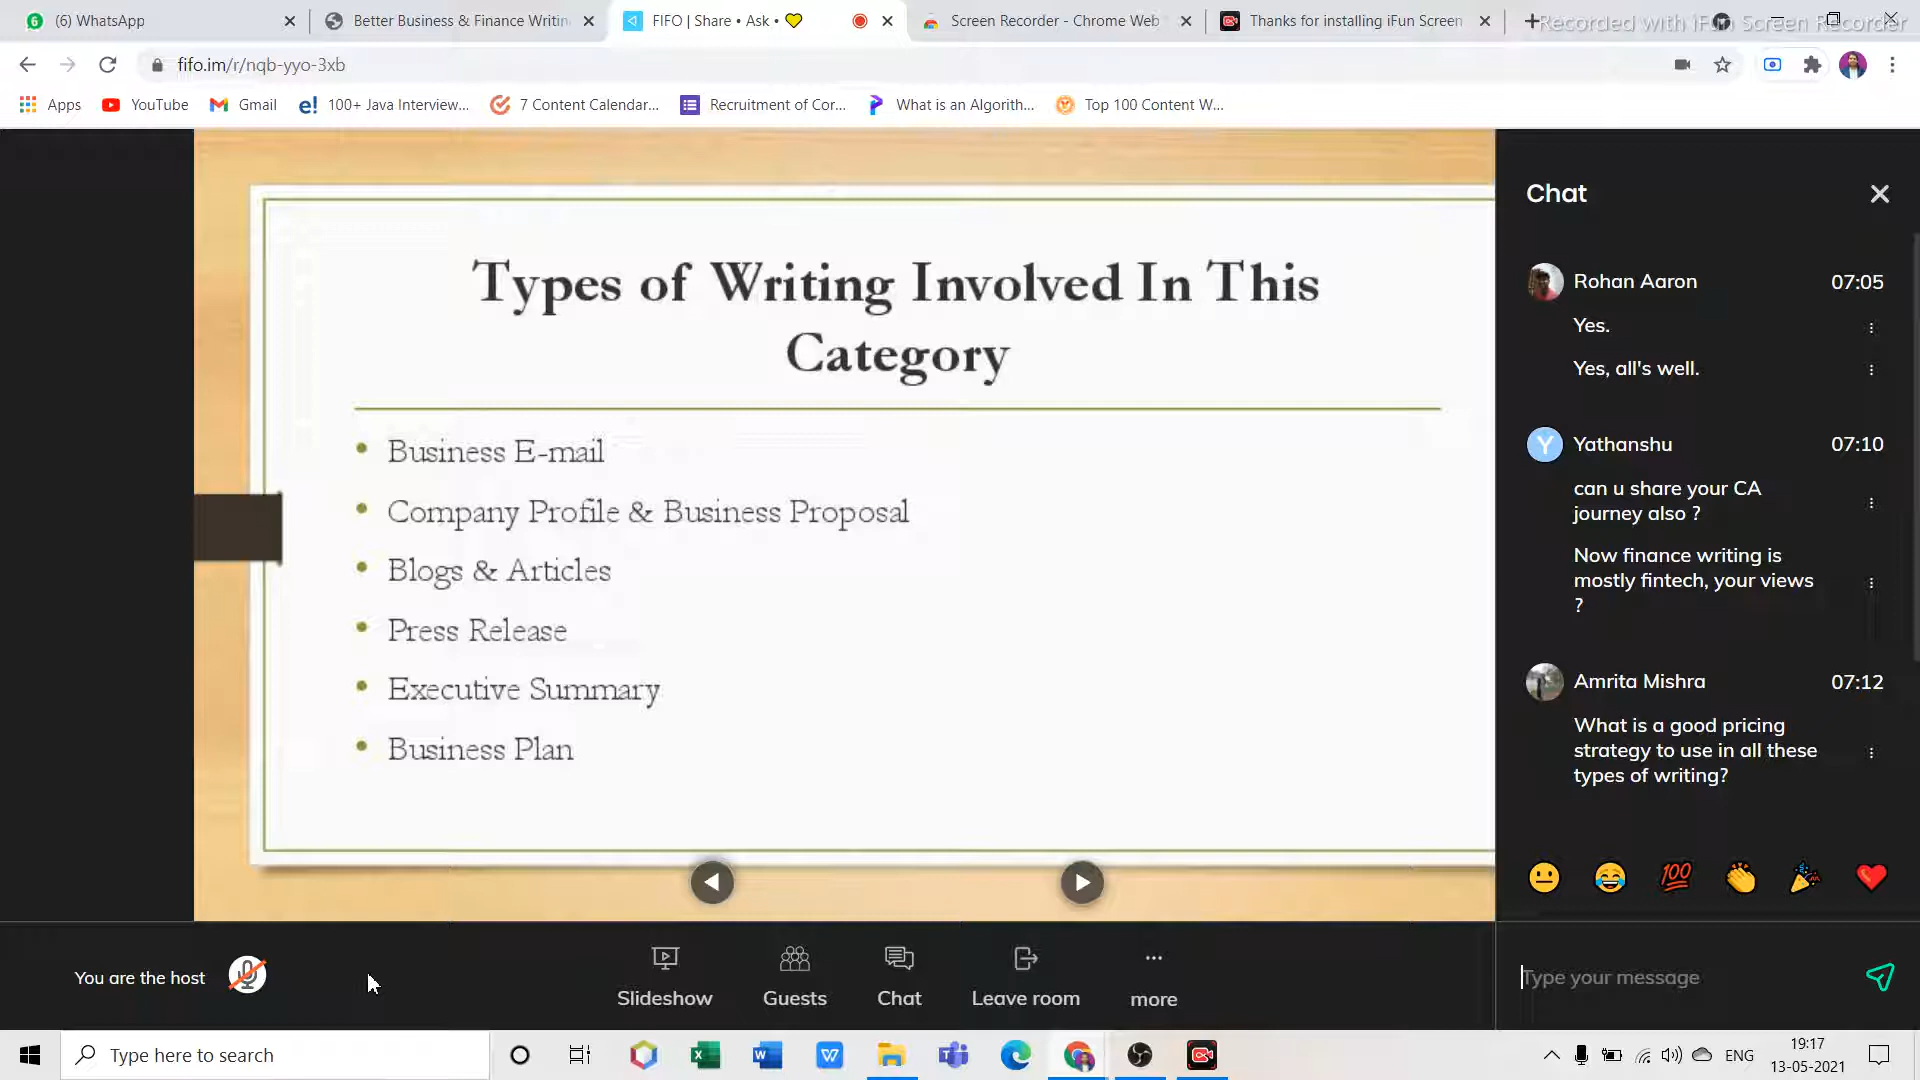 (6) WhatsApp
Better Business & Finance Writin
FIFO | Share • Ask • 💛
Screen Recorder - Chrome Web
Thanks for installing iFun Screen
Recorded with iFun Screen Recorder
fifo.im/r/nqb-yyo-3xb
Apps
YouTube
Gmail
100+ Java Interview...
7 Content Calendar...
Recruitment of Cor...
What is an Algorith...
Top 100 Content W...
Types of Writing Involved In This
Category
• Business E-mail
• Company Profile & Business Proposal
• Blogs & Articles
• Press Release
• Executive Summary
• Business Plan
Chat
Rohan Aaron 07:05
Yes.
Yes, all's well.
Y
Yathanshu 07:10
can u share your CA
journey also ?
Now finance writing is
mostly fintech, your views
?
Amrita Mishra 07:12
What is a good pricing
strategy to use in all these
types of writing?
You are the host
Slideshow
Guests
Chat
Leave room
more
Type your message
Type here to search
ENG
19:17
13-05-2021